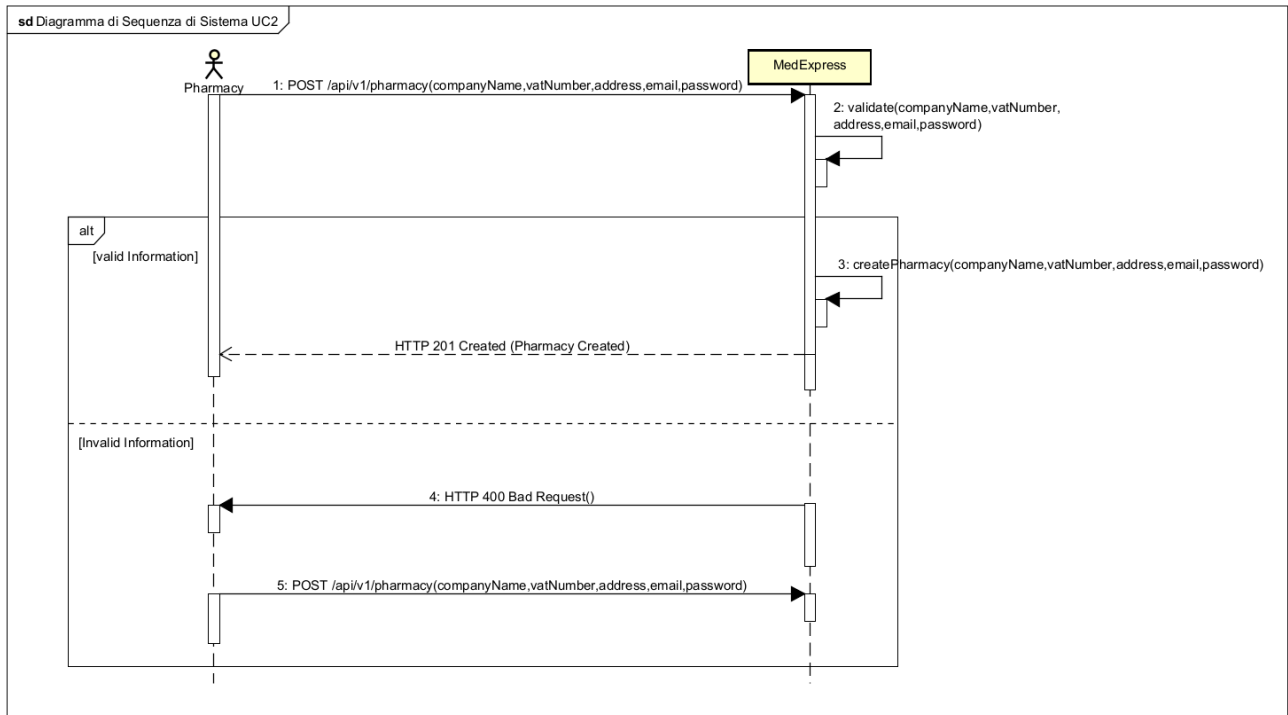 sd Diagramma di Sequenza di Sistema UC2
Pharmacy
MedExpress
1: POST /api/v1/pharmacy(companyName,vatNumber,address,email,password)
2: validate(companyName,vatNumber,
address,email,password)
alt
[valid Information]
3: createPharmacy(companyName,vatNumber,address,email,password)
HTTP 201 Created (Pharmacy Created)
[Invalid Information]
4: HTTP 400 Bad Request()
5: POST /api/v1/pharmacy(companyName,vatNumber,address,email,password)